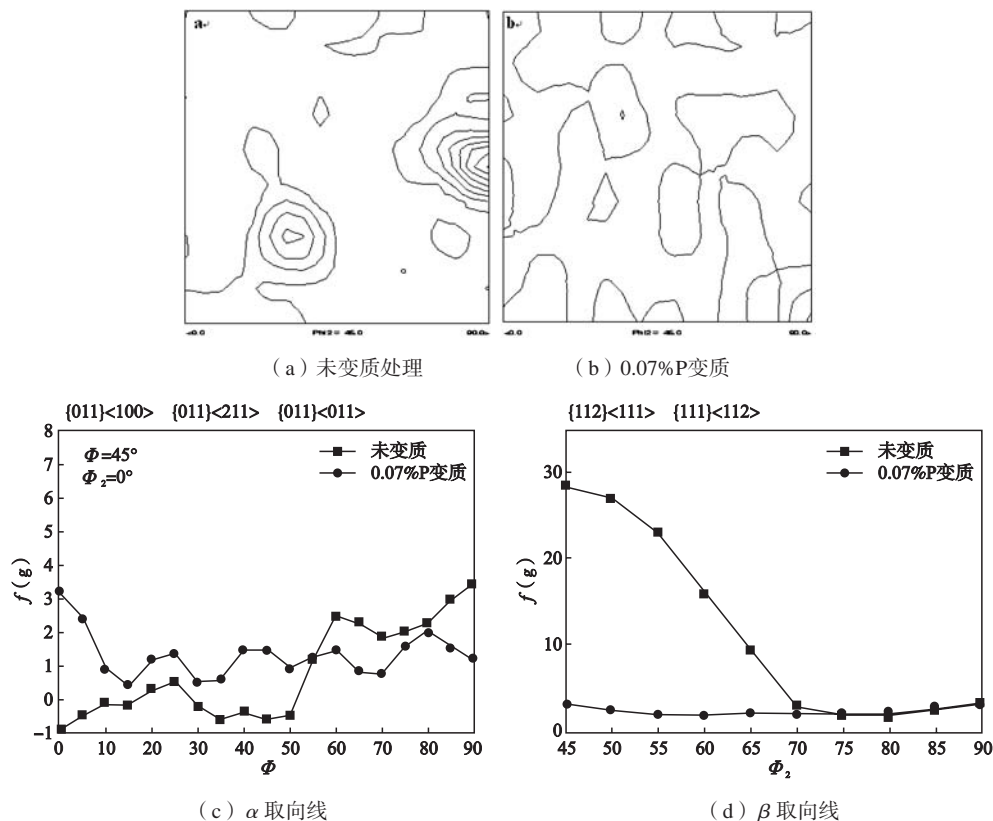 a
b
0.0 Phi2 = 45.0 90.0
0.0 Phi2 = 45.0 90.0
（a）未变质处理
（b）0.07%P变质
{011}<100> {011}<211> {011}<011>
8
7
6
5
4
3
2
1
0
−1
f（g）
Φ=45°
Φ₂=0°
未变质
0.07%P变质
0 10 20 30 40 50 60 70 80 90
Φ
（c）α 取向线
{112}<111> {111}<112>
30
20
10
0
f（g）
未变质
0.07%P变质
45 50 55 60 65 70 75 80 85 90
Φ₂
（d）β 取向线